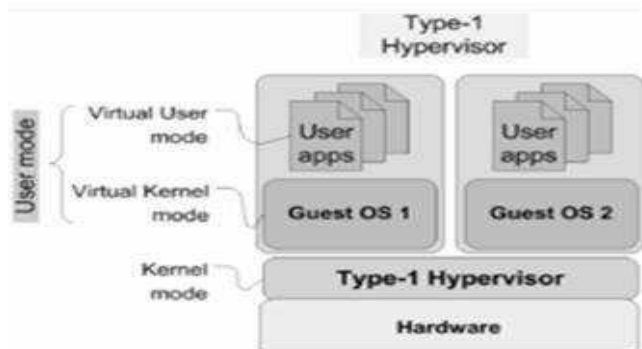 Type-1
Hypervisor
User mode
Virtual User
mode
User
apps
User
apps
Virtual Kernel
mode
Guest OS 1
Guest OS 2
Kernel
mode
Type-1 Hypervisor
Hardware